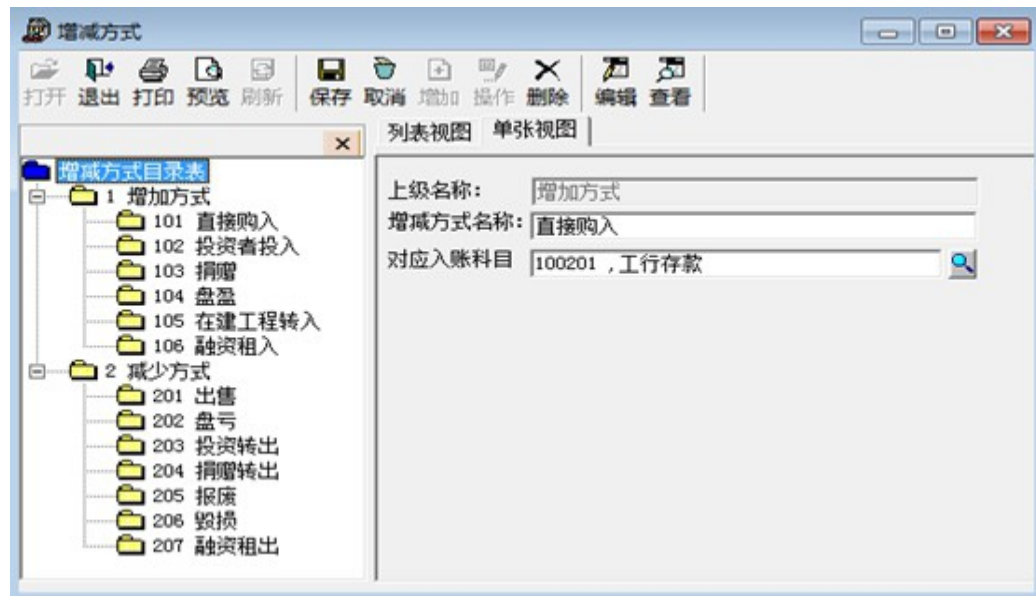 增减方式
打开 退出 打印 预览 刷新 保存 取消 增加 操作 删除 编辑 查看
列表视图 单张视图
增减方式目录表
1 增加方式
101 直接购入
102 投资者投入
103 捐赠
104 盘盈
105 在建工程转入
106 融资租入
2 减少方式
201 出售
202 盘亏
203 投资转出
204 捐赠转出
205 报废
206 毁损
207 融资租出
上级名称: 增加方式
增减方式名称: 直接购入
对应入账科目 100201 ,工行存款